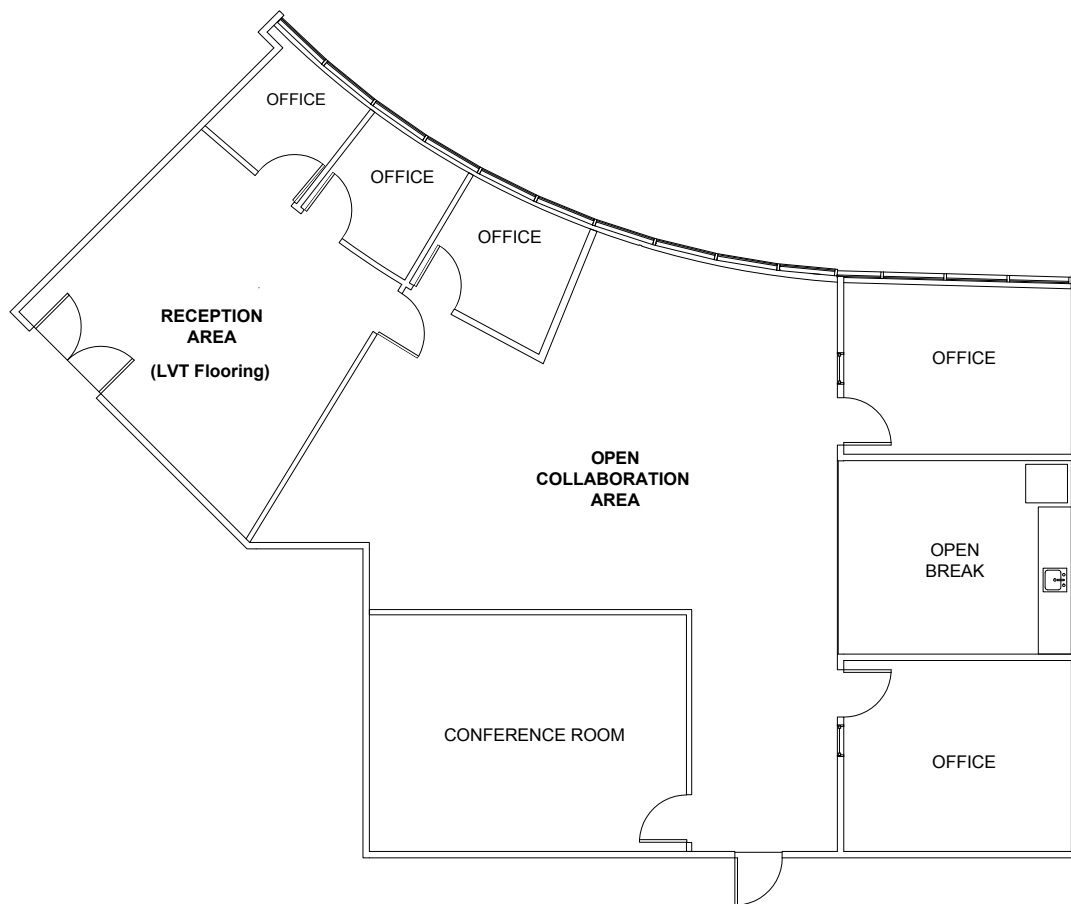 OFFICE
OFFICE
OFFICE
RECEPTION
AREA
(LVT Flooring)
OFFICE
OPEN
COLLABORATION
AREA
OPEN
BREAK
CONFERENCE ROOM
OFFICE